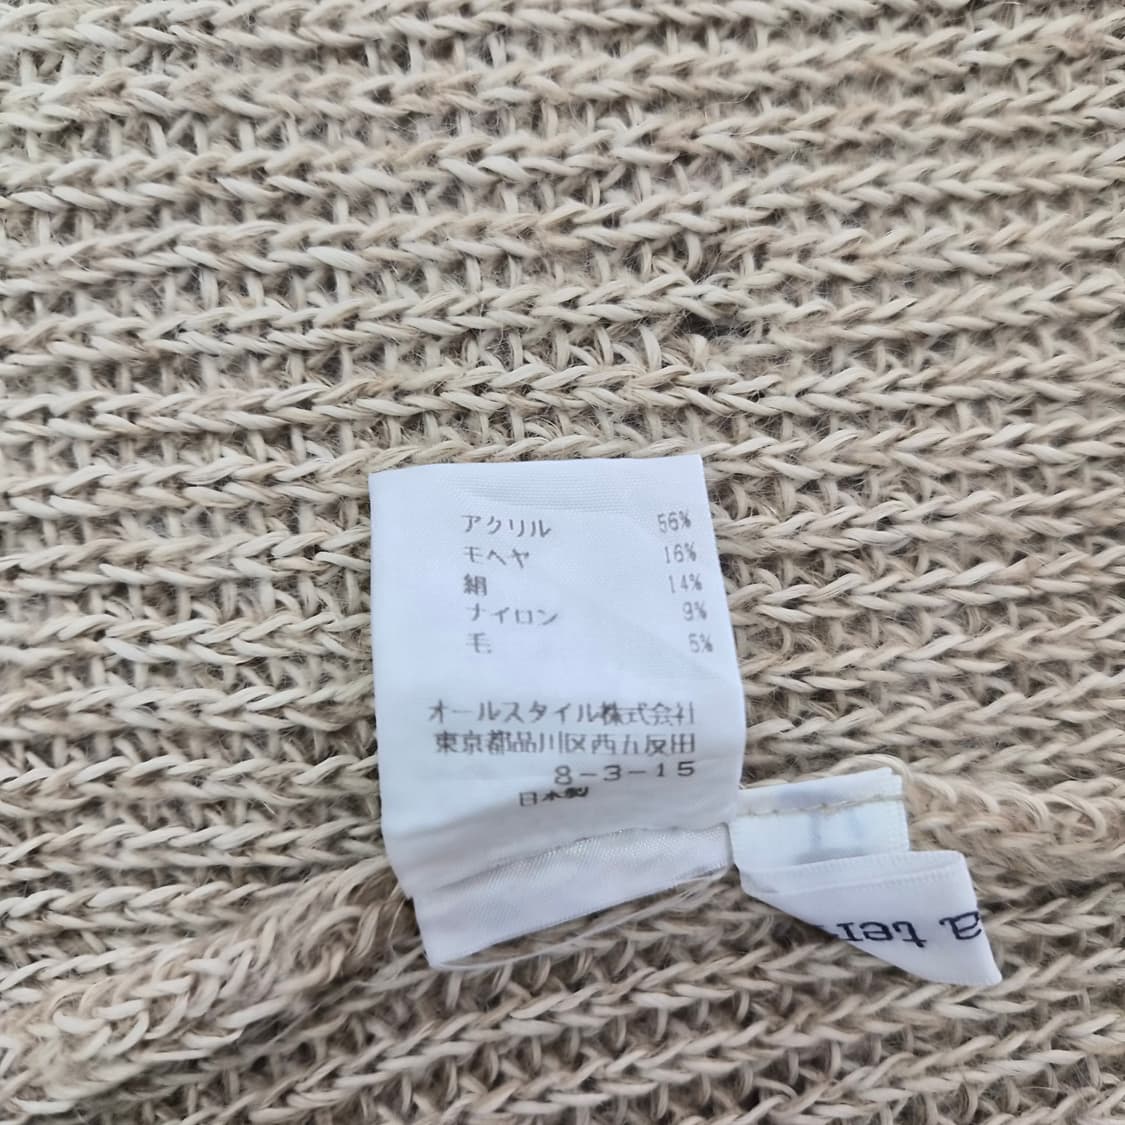 アクリル 56%
モヘヤ 16%
絹 14%
ナイロン 9%
毛 5%
オールスタイル株式会社
東京都品川区西五反田
8-3-15
日本製
a